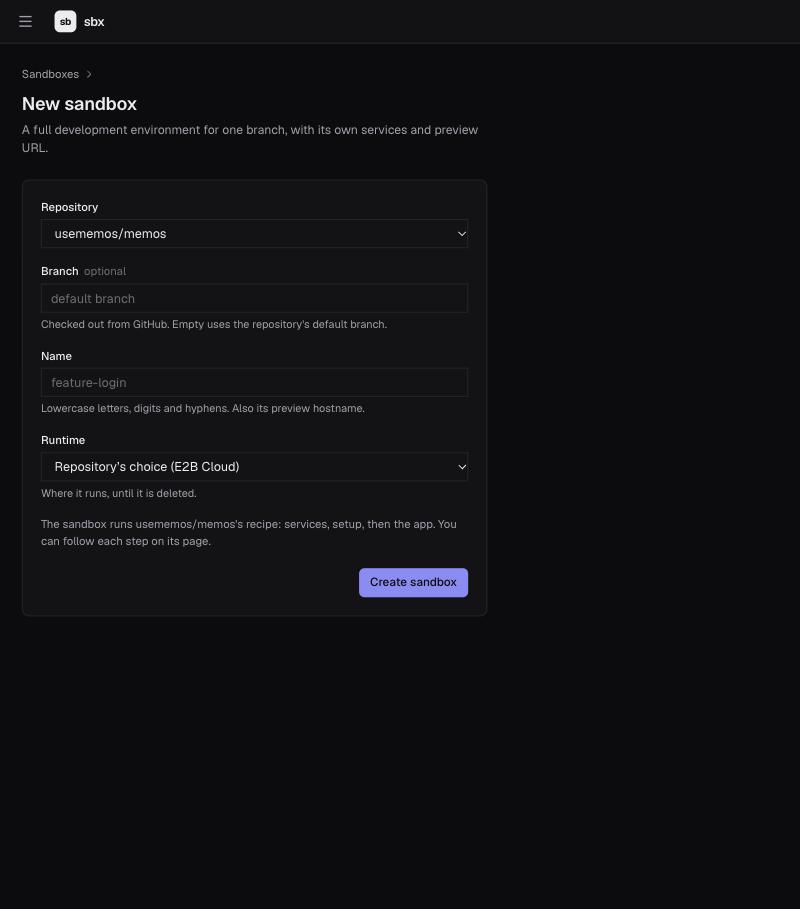 sb sbx
Sandboxes
New sandbox
A full development environment for one branch, with its own services and preview
URL.
Repository
usememos/memos
Branch optional
default branch
Checked out from GitHub. Empty uses the repository's default branch.
Name
feature-login
Lowercase letters, digits and hyphens. Also its preview hostname.
Runtime
Repository's choice (E2B Cloud)
Where it runs, until it is deleted.
The sandbox runs usememos/memos's recipe: services, setup, then the app. You
can follow each step on its page.
Create sandbox